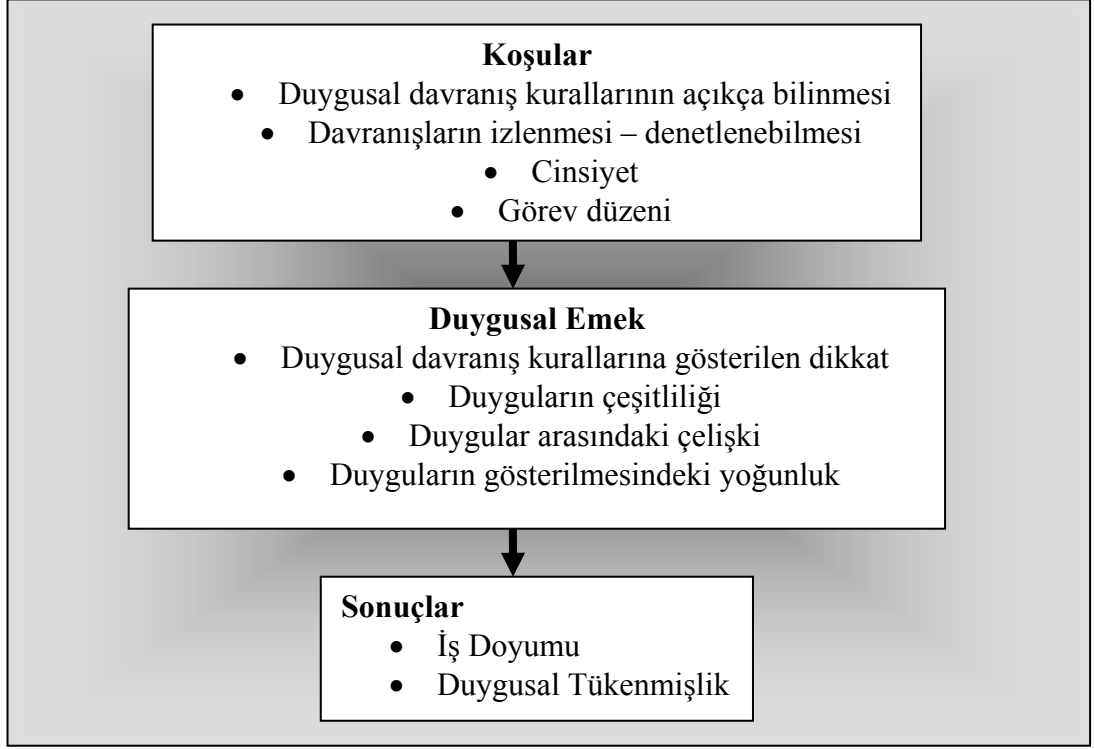 Koşular
• Duygusal davranış kurallarının açıkça bilinmesi
• Davranışların izlenmesi – denetlenebilmesi
• Cinsiyet
• Görev düzeni
Duygusal Emek
• Duygusal davranış kurallarına gösterilen dikkat
• Duyguların çeşitliliği
• Duygular arasındaki çelişki
• Duyguların gösterilmesindeki yoğunluk
Sonuçlar
• İş Doyumu
• Duygusal Tükenmişlik